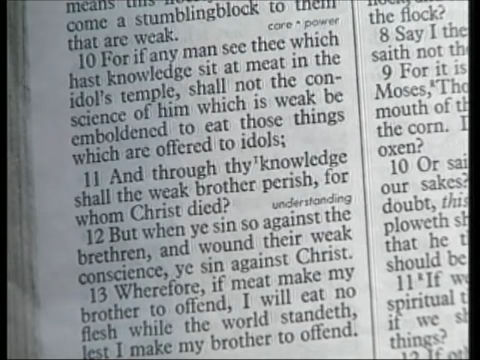 means this
come a stumblingblock to them
that are weak.
care * power
10 For if any man see thee which
hast knowledge sit at meat in the
idol's temple, shall not the con-
science of him which is weak be
emboldened to eat those things
which are offered to idols;
11 And through thy knowledge
shall the weak brother perish, for
whom Christ died?
understanding
12 But when ye sin so against the
brethren, and wound their weak
conscience, ye sin against Christ.
13 Wherefore, if meat make my
brother to offend, I will eat no
flesh while the world standeth,
lest I make my brother to offend.
the flock?
8 Say I the
saith not th
9 For it is
Moses, Tho
mouth of th
the corn.
oxen?
10 Or sai
our sakes?
doubt, this
ploweth sh
that he t
should be
11 If w
spiritual t
if we s
things?
12 If oth